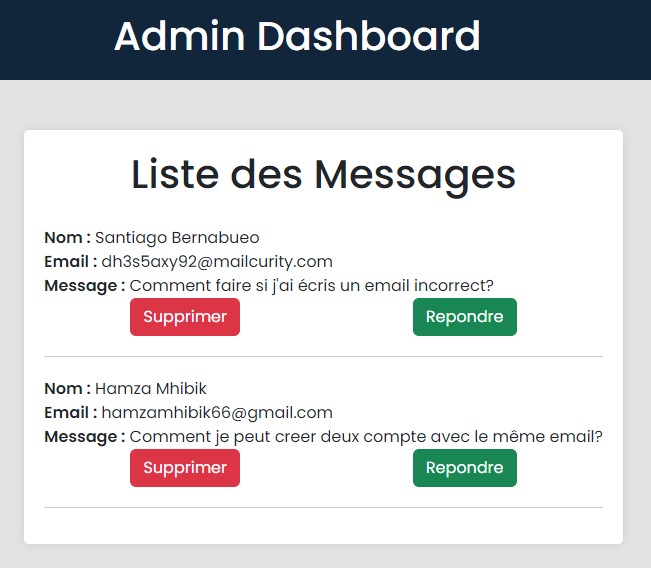 Admin Dashboard
Liste des Messages
Nom : Santiago Bernabueo
Email : dh3s5axy92@mailcurity.com
Message : Comment faire si j'ai écris un email incorrect?
Supprimer Repondre
Nom : Hamza Mhibik
Email : hamzamhibik66@gmail.com
Message : Comment je peut creer deux compte avec le même email?
Supprimer Repondre